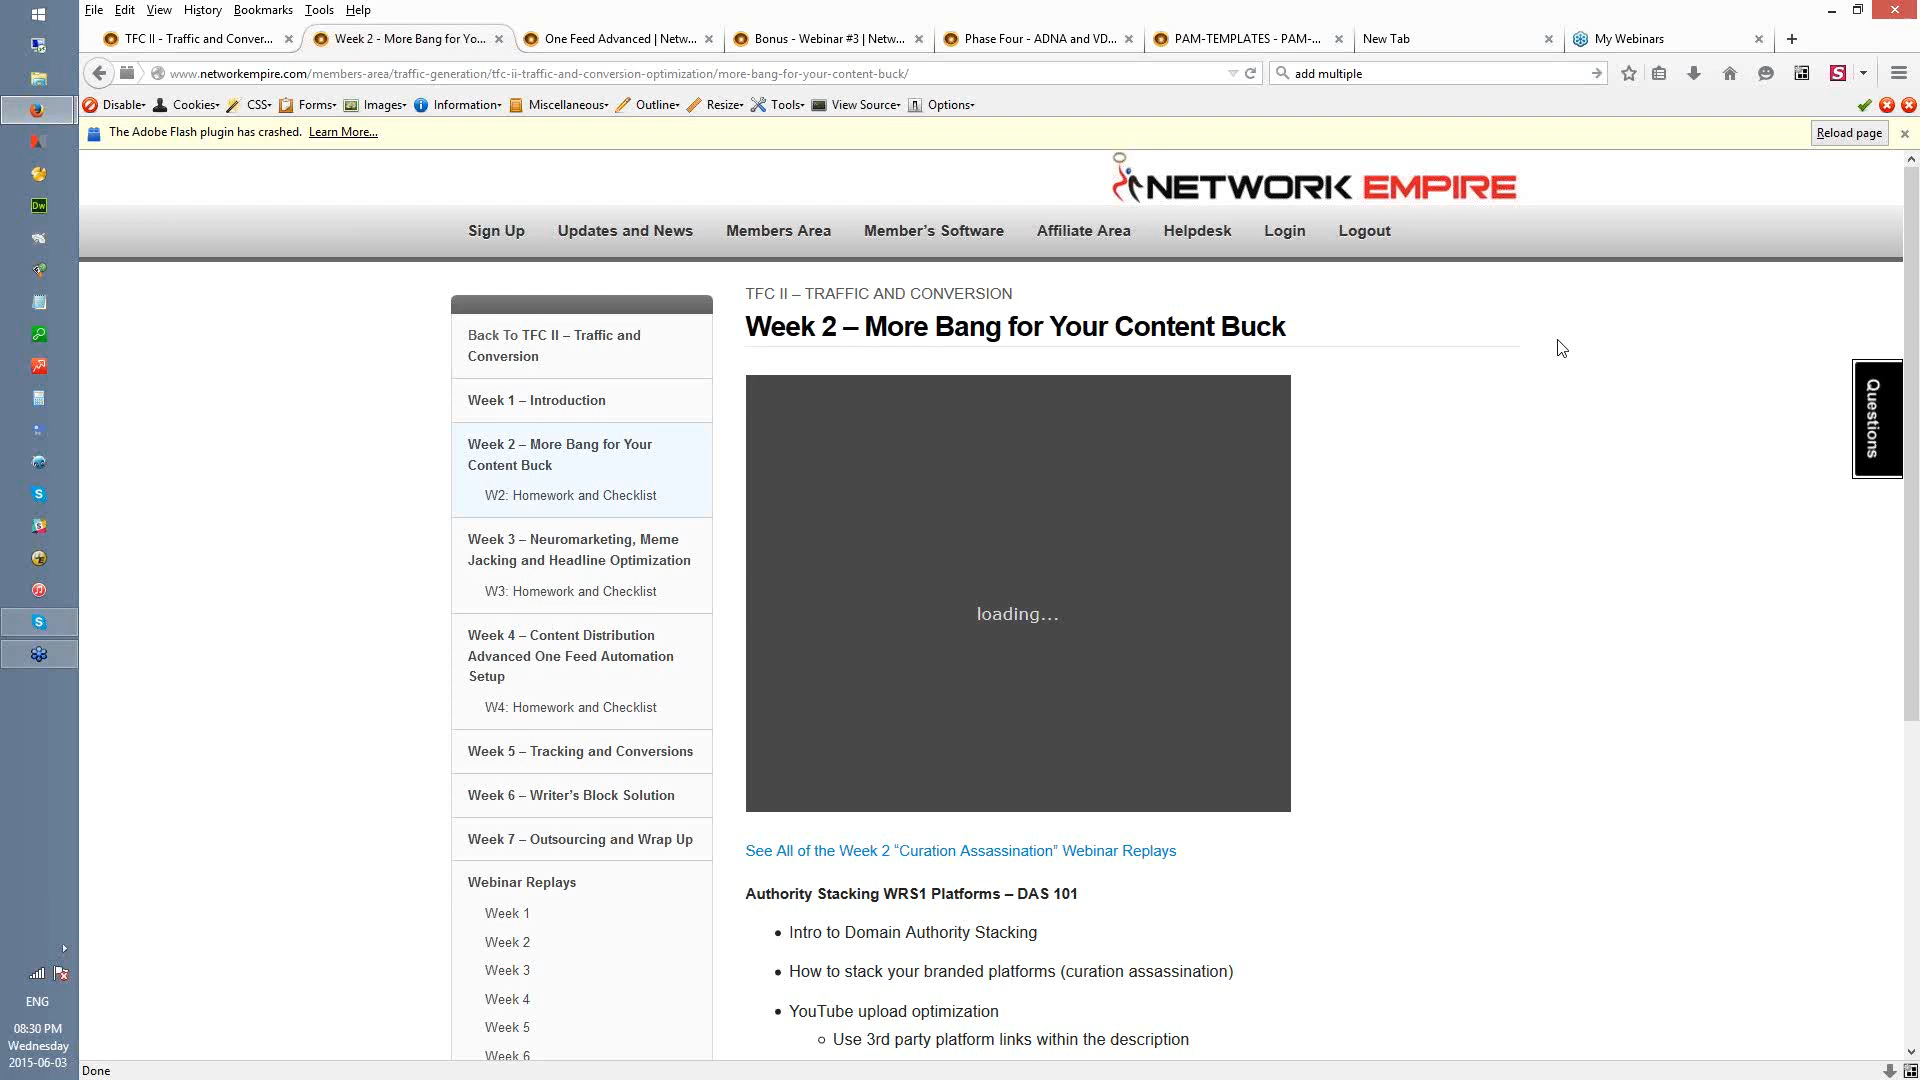 File Edit View History Bookmarks Tools Help
TFC II - Traffic and Conver... Week 2 - More Bang for Yo... One Feed Advanced | Netw... Bonus - Webinar #3 | Netw... Phase Four - ADNA and VD... PAM-TEMPLATES - PAM-... New Tab My Webinars
www.networkempire.com/members-area/traffic-generation/tfc-ii-traffic-and-conversion-optimization/more-bang-for-your-content-buck/ add multiple
Disable Cookies CSS Forms Images Information Miscellaneous Outline Resize Tools View Source Options
The Adobe Flash plugin has crashed. Learn More... Reload page
NETWORK EMPIRE
Sign Up Updates and News Members Area Member’s Software Affiliate Area Helpdesk Login Logout
Back To TFC II – Traffic and
Conversion
Week 1 – Introduction
Week 2 – More Bang for Your
Content Buck
W2: Homework and Checklist
Week 3 – Neuromarketing, Meme
Jacking and Headline Optimization
W3: Homework and Checklist
Week 4 – Content Distribution
Advanced One Feed Automation
Setup
W4: Homework and Checklist
Week 5 – Tracking and Conversions
Week 6 – Writer’s Block Solution
Week 7 – Outsourcing and Wrap Up
Webinar Replays
Week 1
Week 2
Week 3
Week 4
Week 5
Week 6
TFC II – TRAFFIC AND CONVERSION
Week 2 – More Bang for Your Content Buck
loading...
See All of the Week 2 “Curation Assassination” Webinar Replays
Authority Stacking WRS1 Platforms – DAS 101
Intro to Domain Authority Stacking
How to stack your branded platforms (curation assassination)
YouTube upload optimization
Use 3rd party platform links within the description
Questions
Dw
ENG
08:30 PM
Wednesday
2015-06-03
Done